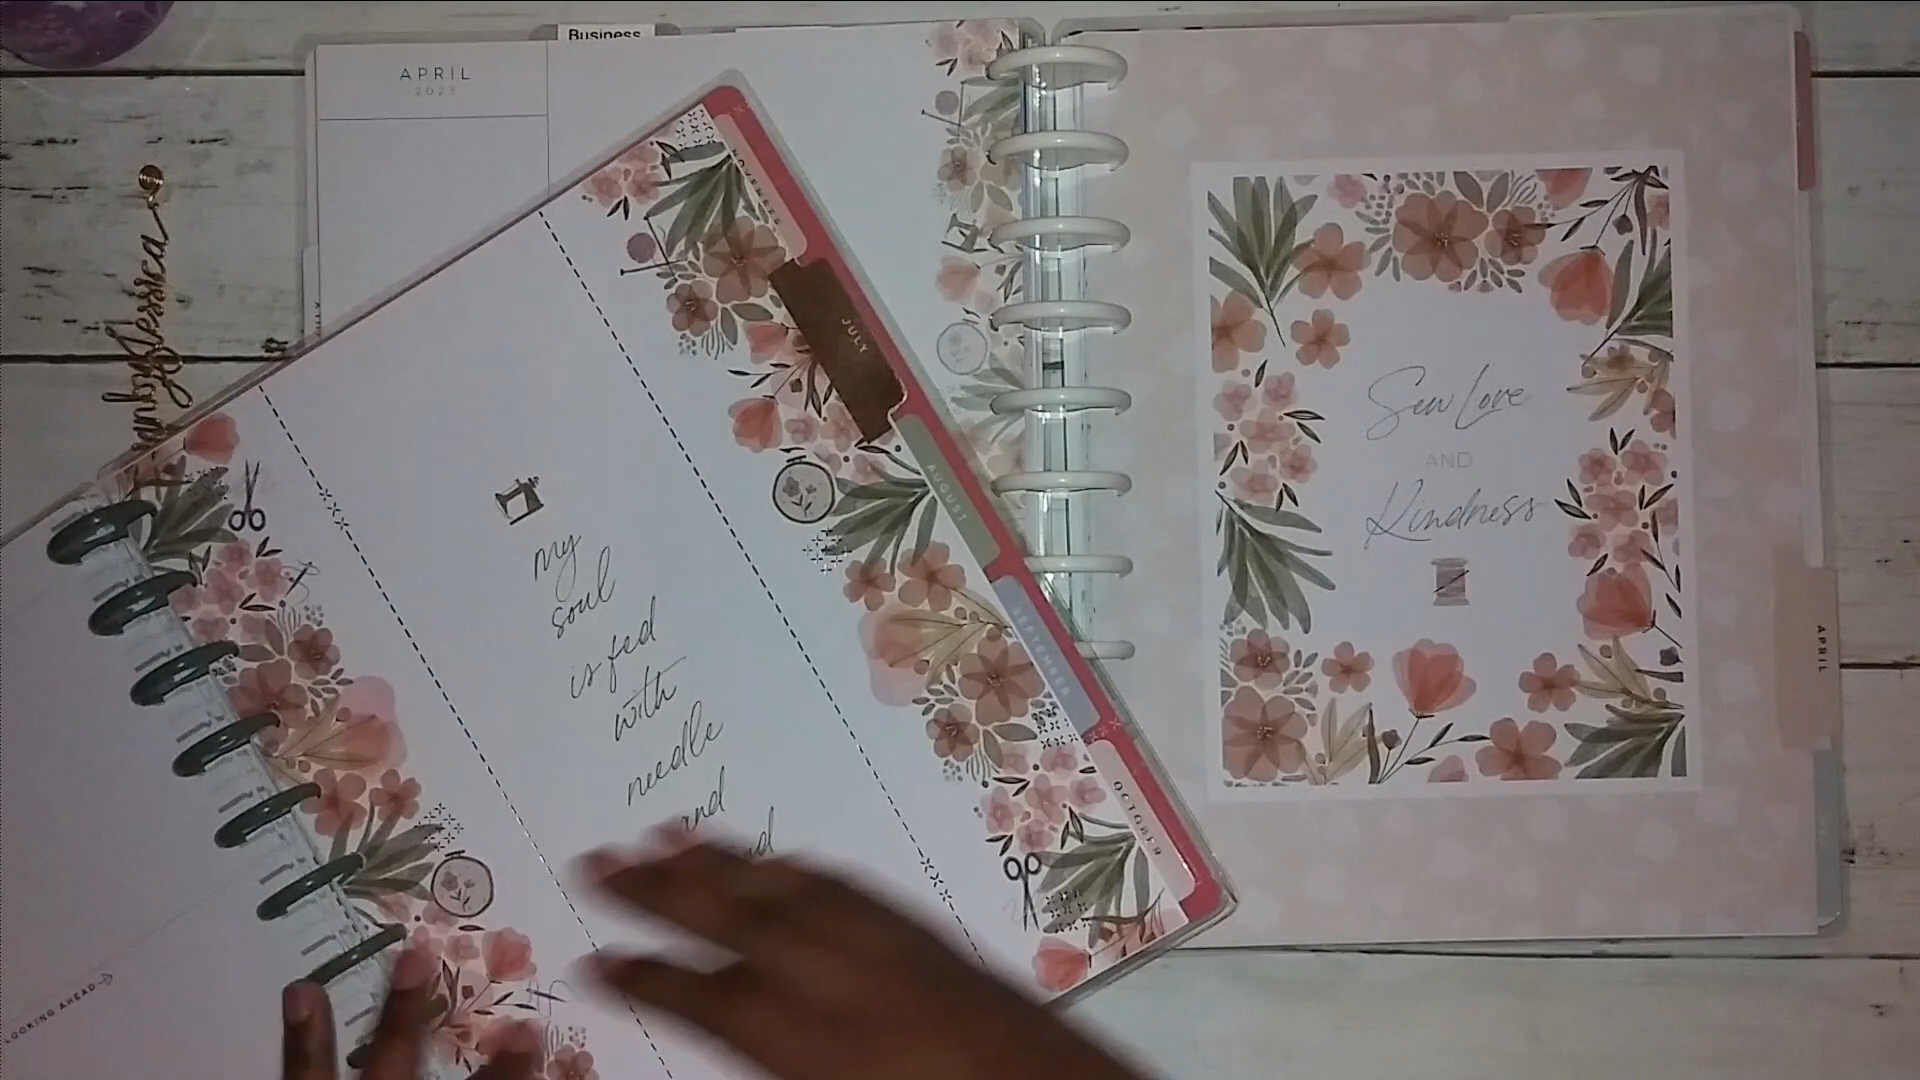 Business
APRIL
2023
NOVEMBER
JULY
AUGUST
SEPTEMBER
OCTOBER
my
soul
is fed
with
needle
and
LOOKING AHEAD
Sew Love
AND
Kindness
APRIL